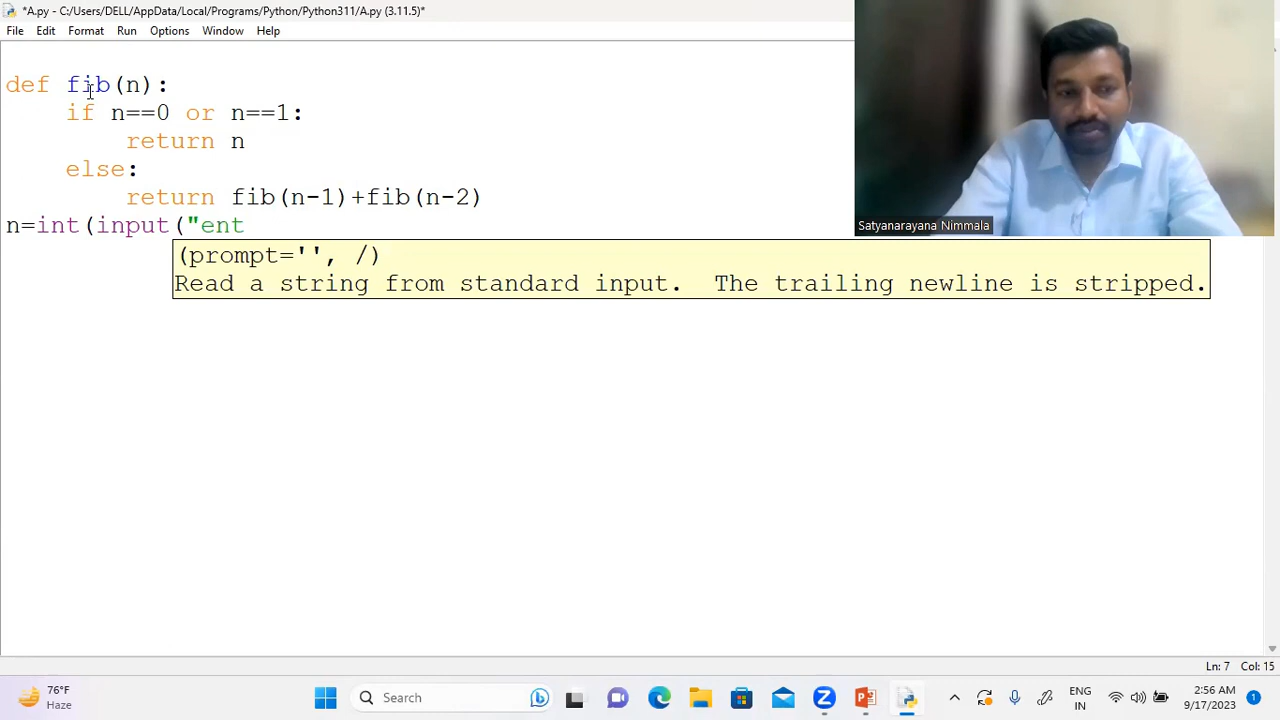 *A.py - C:/Users/DELL/AppData/Local/Programs/Python/Python311/A.py (3.11.5)*
File Edit Format Run Options Window Help
def fib(n):
    if n==0 or n==1:
        return n
    else:
        return fib(n-1)+fib(n-2)
n=int(input("ent
(prompt='', /)
Read a string from standard input.  The trailing newline is stripped.
Satyanarayana Nimmala
Ln: 7 Col: 15
76°F
Haze
Search
ENG
IN
2:56 AM
9/17/2023
1